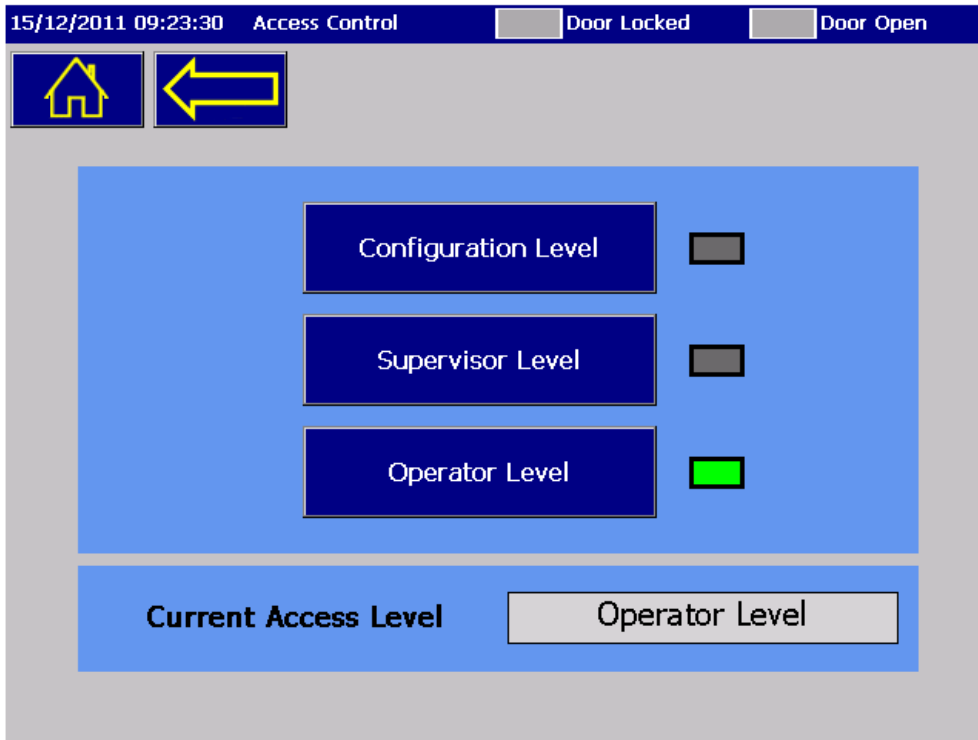 15/12/2011 09:23:30 Access Control Door Locked Door Open
Configuration Level
Supervisor Level
Operator Level
Current Access Level Operator Level